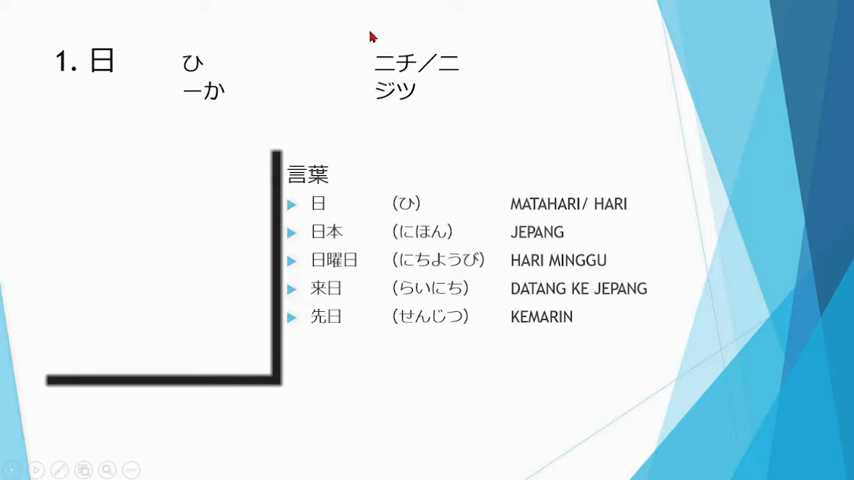 1. 日 ひ ニチ／ニ
－か ジツ
言葉
日 (ひ) MATAHARI/ HARI
日本 (にほん) JEPANG
日曜日 (にちようび) HARI MINGGU
来日 (らいにち) DATANG KE JEPANG
先日 (せんじつ) KEMARIN